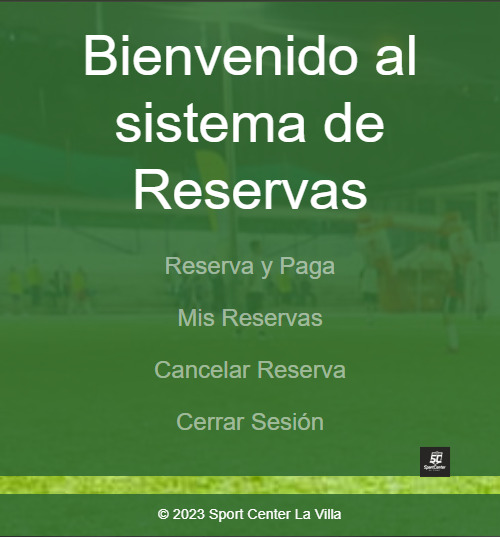 Bienvenido al
sistema de
Reservas
Reserva y Paga
Mis Reservas
Cancelar Reserva
Cerrar Sesión
SC
SportCenter
© 2023 Sport Center La Villa